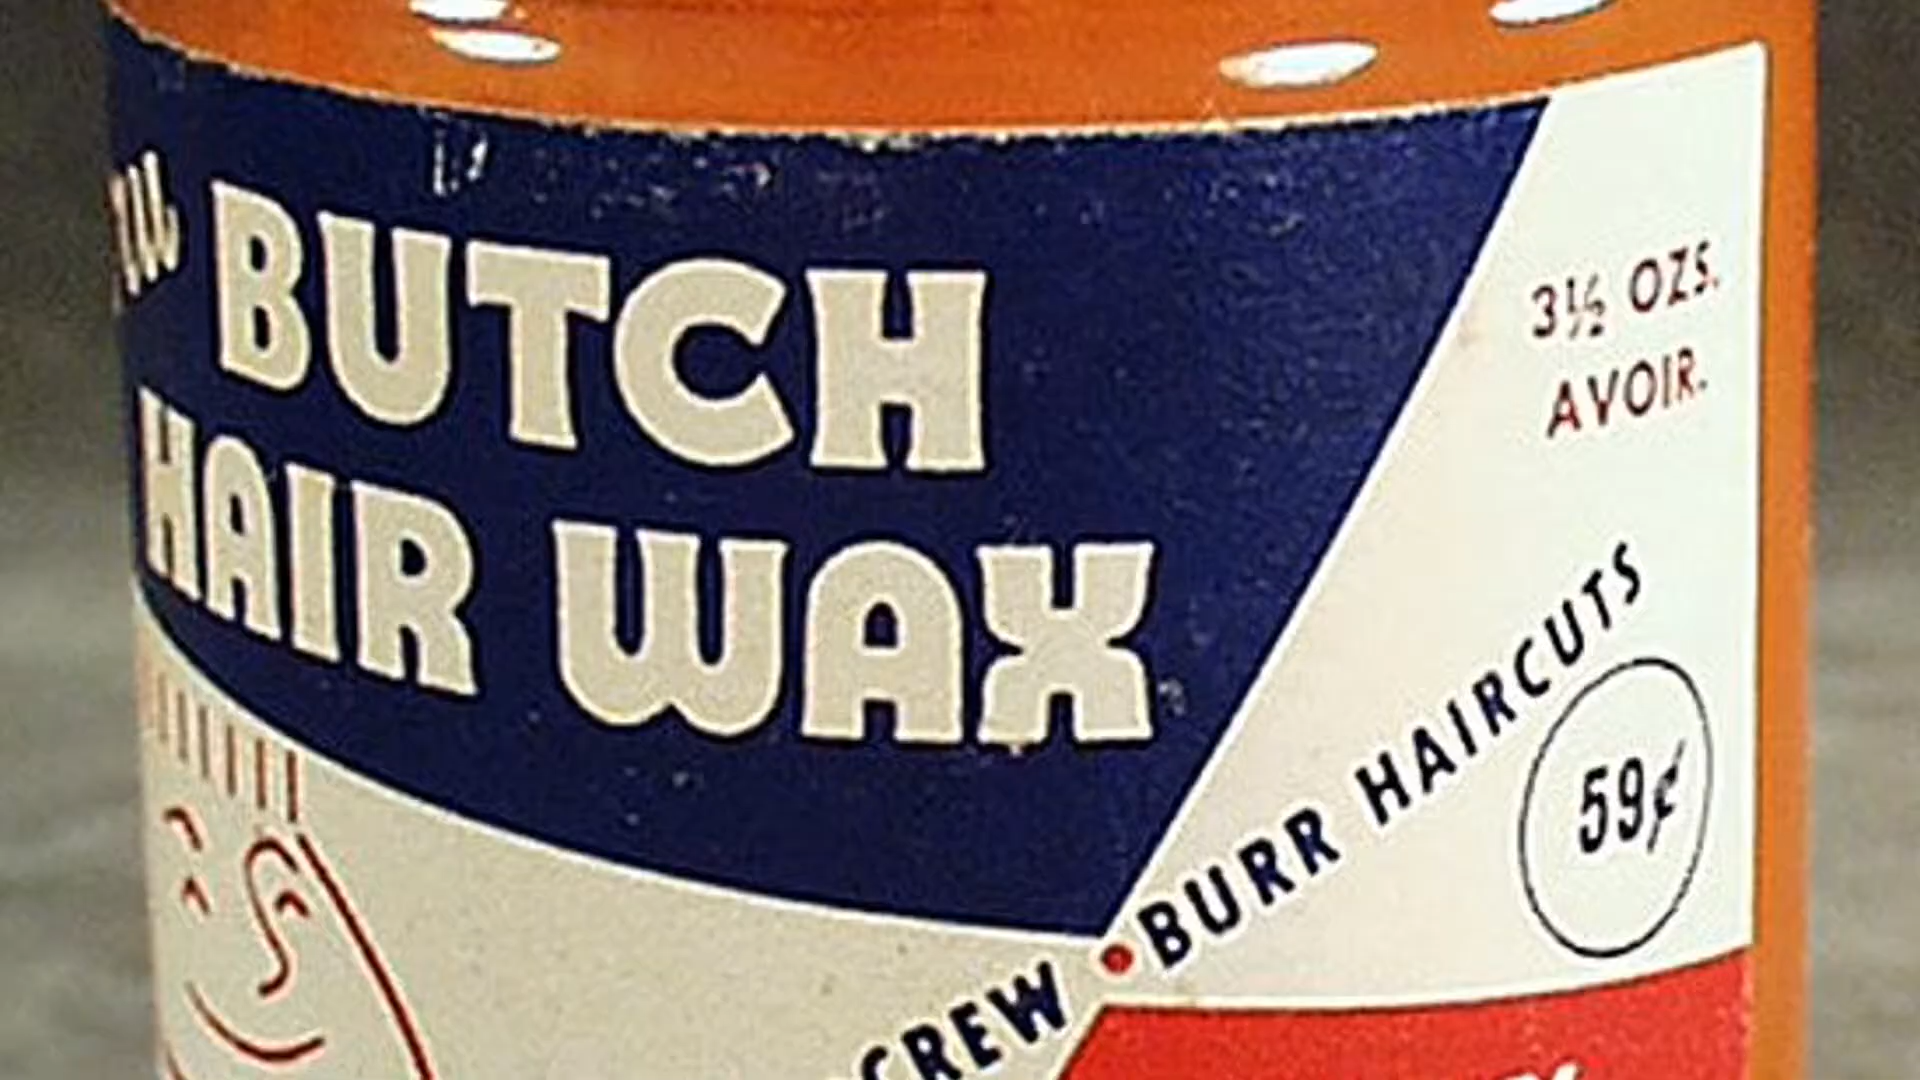 BUTCH
HAIR WAX
3½ OZS.
AVOIR.
CREW • BURR HAIRCUTS
59¢